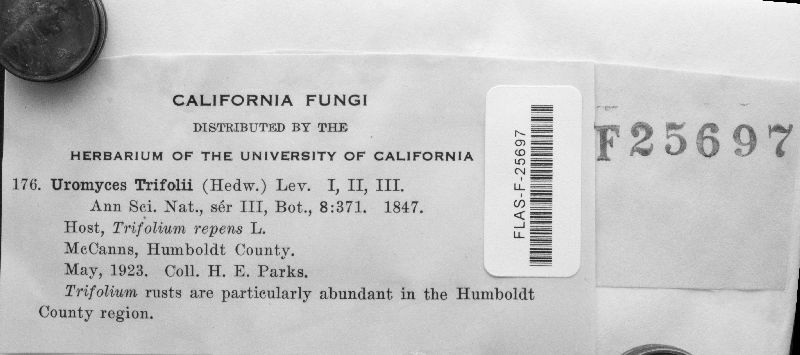 CALIFORNIA FUNGI
DISTRIBUTED BY THE
HERBARIUM OF THE UNIVERSITY OF CALIFORNIA
176. Uromyces Trifolii (Hedw.) Lev. I, II, III.
Ann Sci. Nat., sér III, Bot., 8:371. 1847.
Host, Trifolium repens L.
McCanns, Humboldt County.
May, 1923. Coll. H. E. Parks.
Trifolium rusts are particularly abundant in the Humboldt
County region.
FLAS-F-25697
F25697